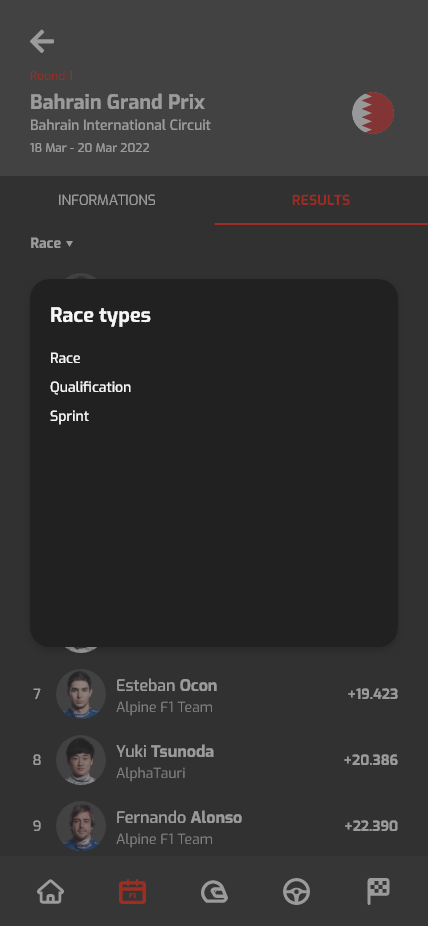 Round 1
Bahrain Grand Prix
Bahrain International Circuit
18 Mar - 20 Mar 2022
INFORMATIONS RESULTS
Race
Race types
Race
Qualification
Sprint
7 Esteban Ocon +19.423
Alpine F1 Team
8 Yuki Tsunoda +20.386
AlphaTauri
9 Fernando Alonso +22.390
Alpine F1 Team
F1